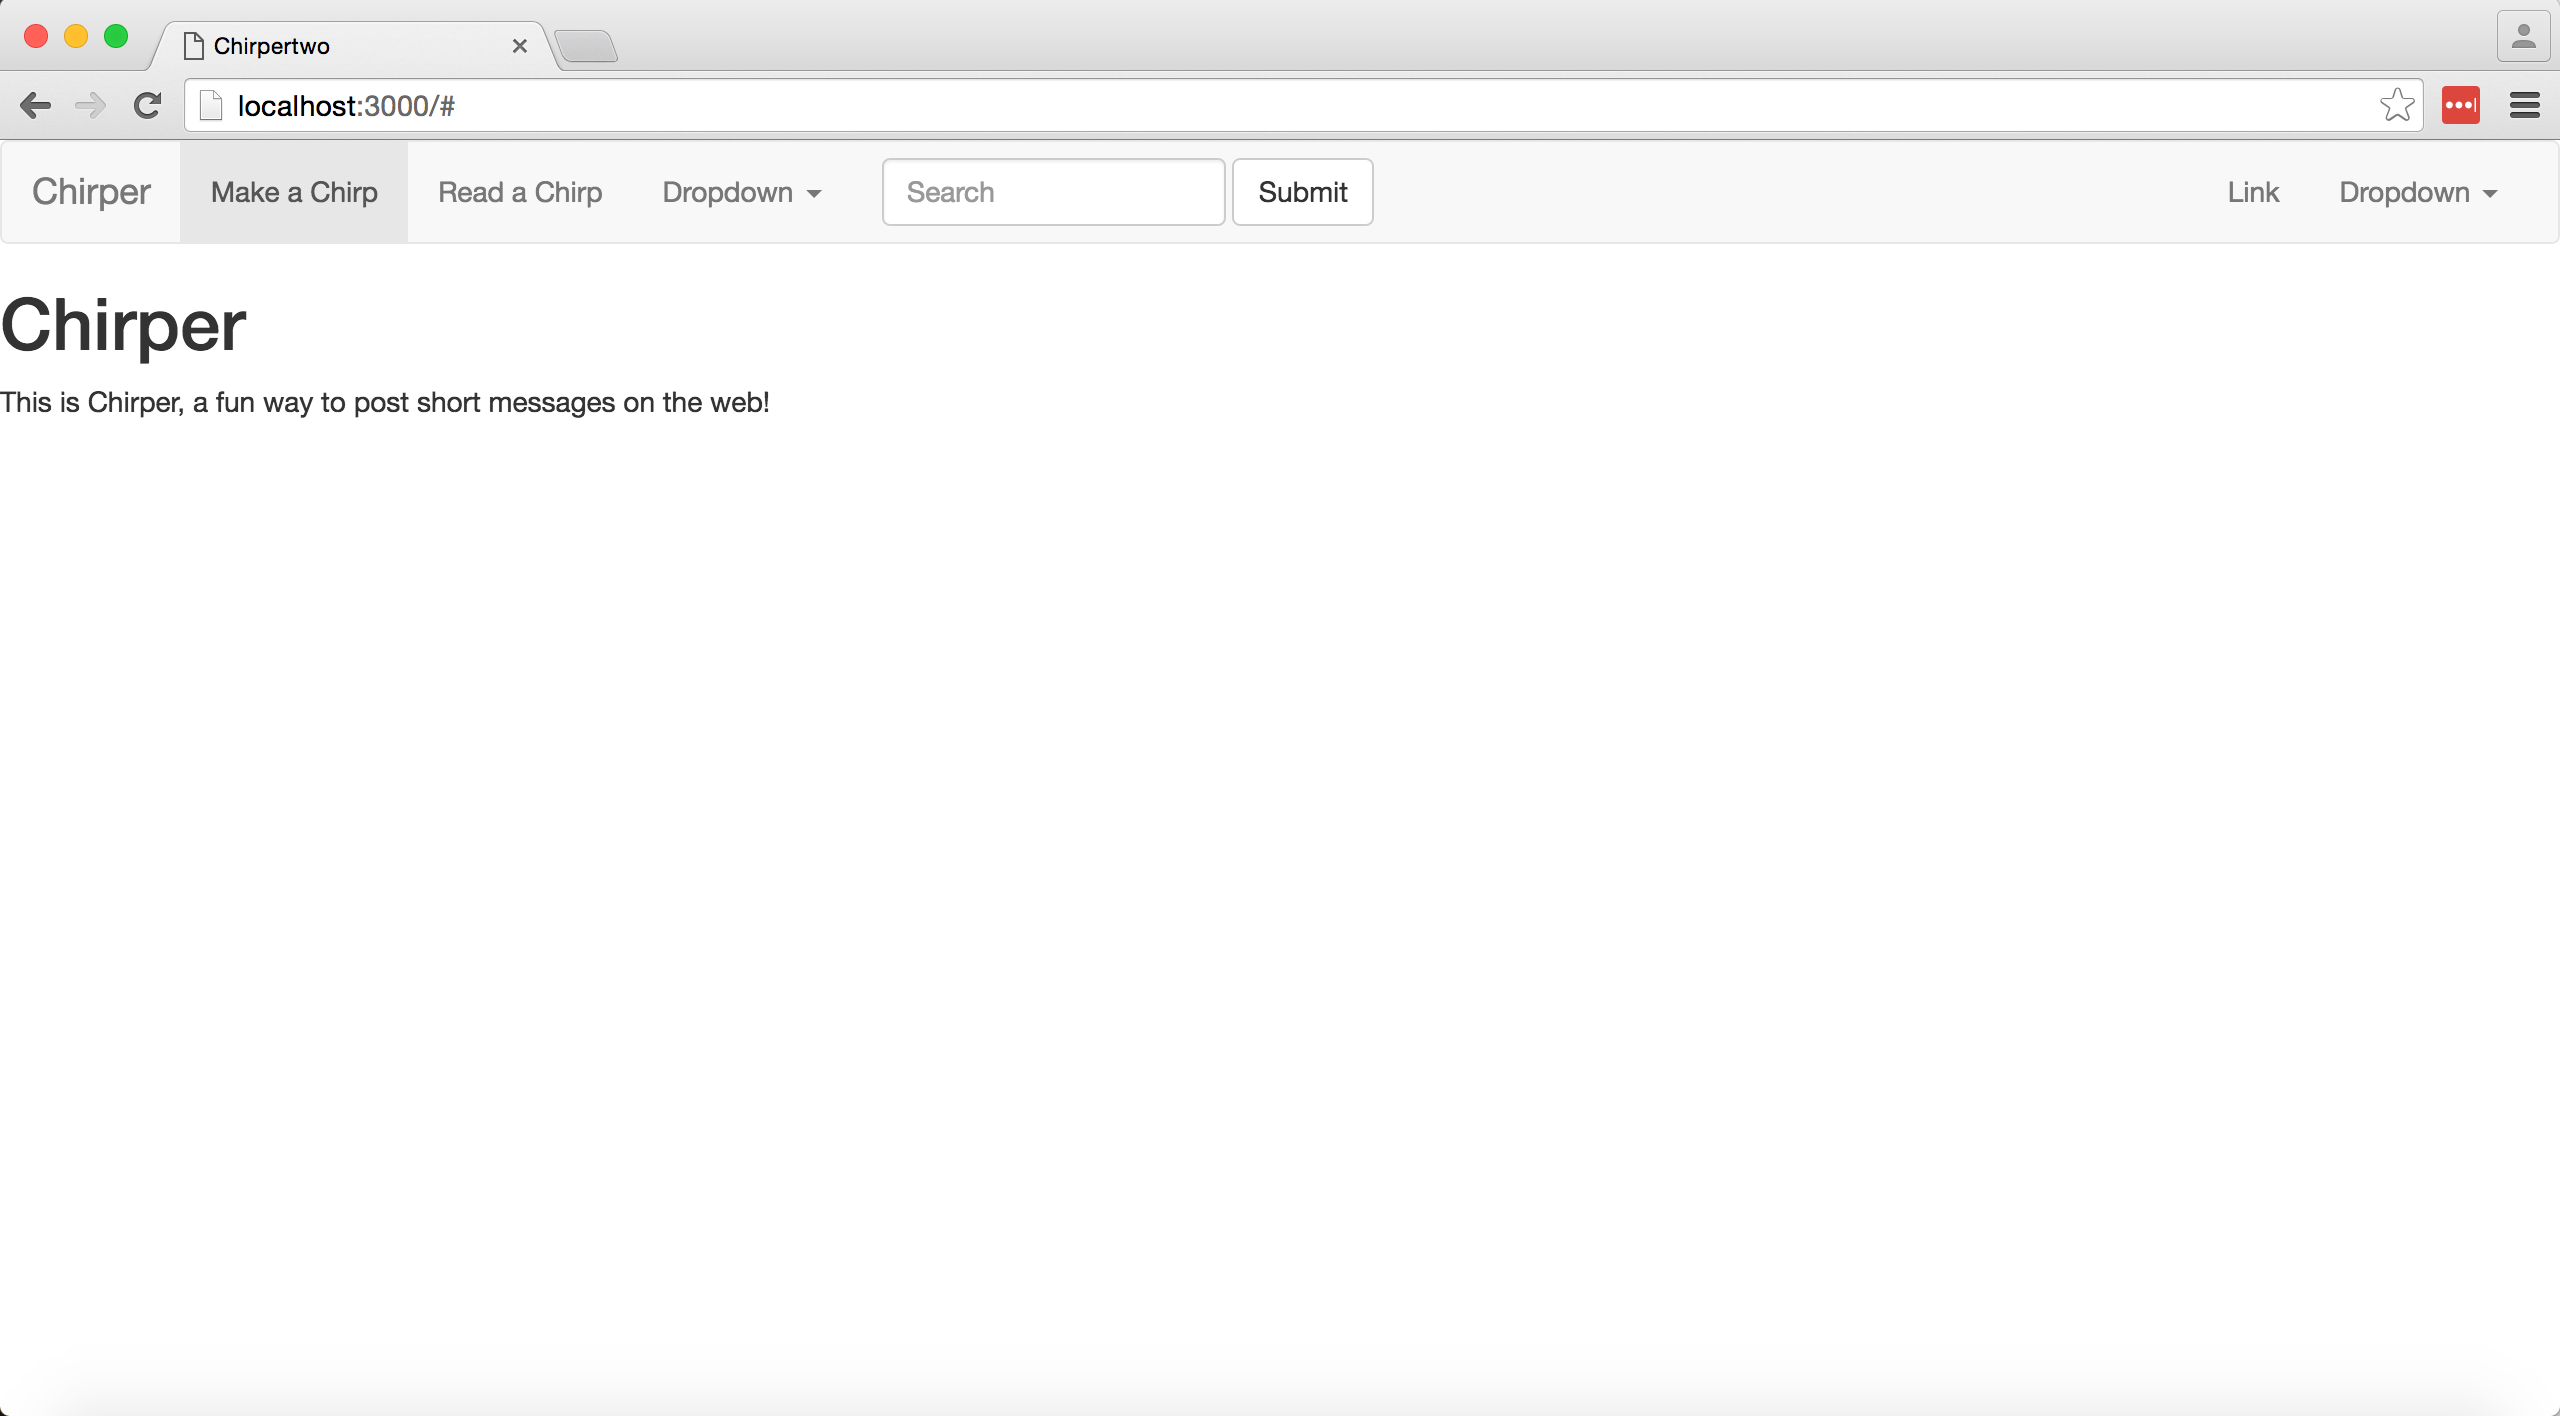 Chirpertwo
localhost:3000/#
Chirper Make a Chirp Read a Chirp Dropdown Search Submit Link Dropdown
Chirper
This is Chirper, a fun way to post short messages on the web!